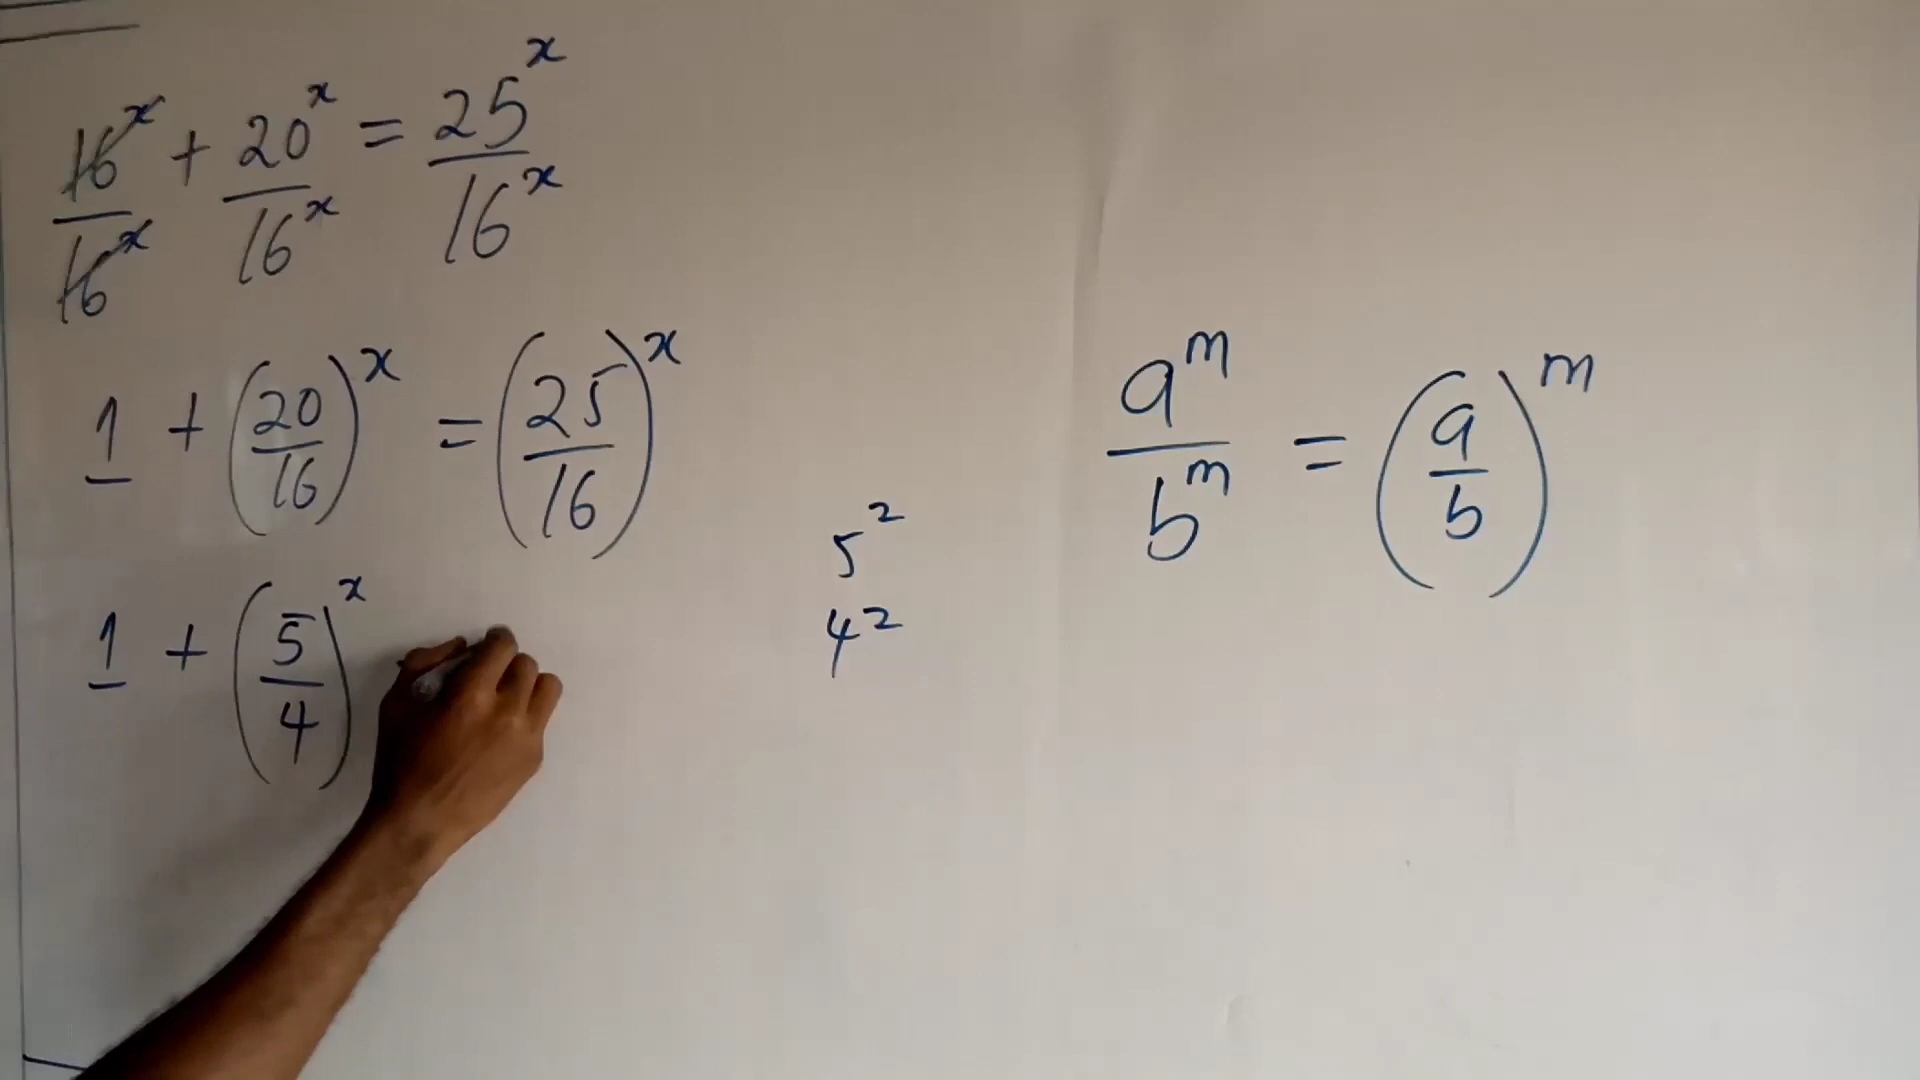 16^x/16^x + 20^x/16^x = 25^x/16^x
1 + (20/16)^x = (25/16)^x
1 + (5/4)^x
5^2
4^2
a^m/b^m = (a/b)^m